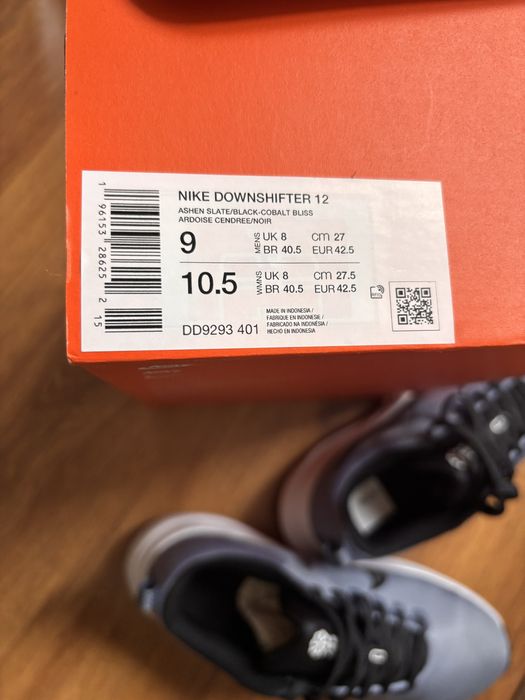 NIKE DOWNSHIFTER 12
ASHEN SLATE/BLACK-COBALT BLISS
ARDOISE CENDREE/NOIR
9 MENS UK 8 CM 27
BR 40.5 EUR 42.5
10.5 WMNS UK 8 CM 27.5
BR 40.5 EUR 42.5
DD9293 401
MADE IN INDONESIA/
FABRIQUE EN INDONESIE/
FABRICADO NA INDONÉSIA/
HECHO EN INDONESIA
1 96153 28625 2 15